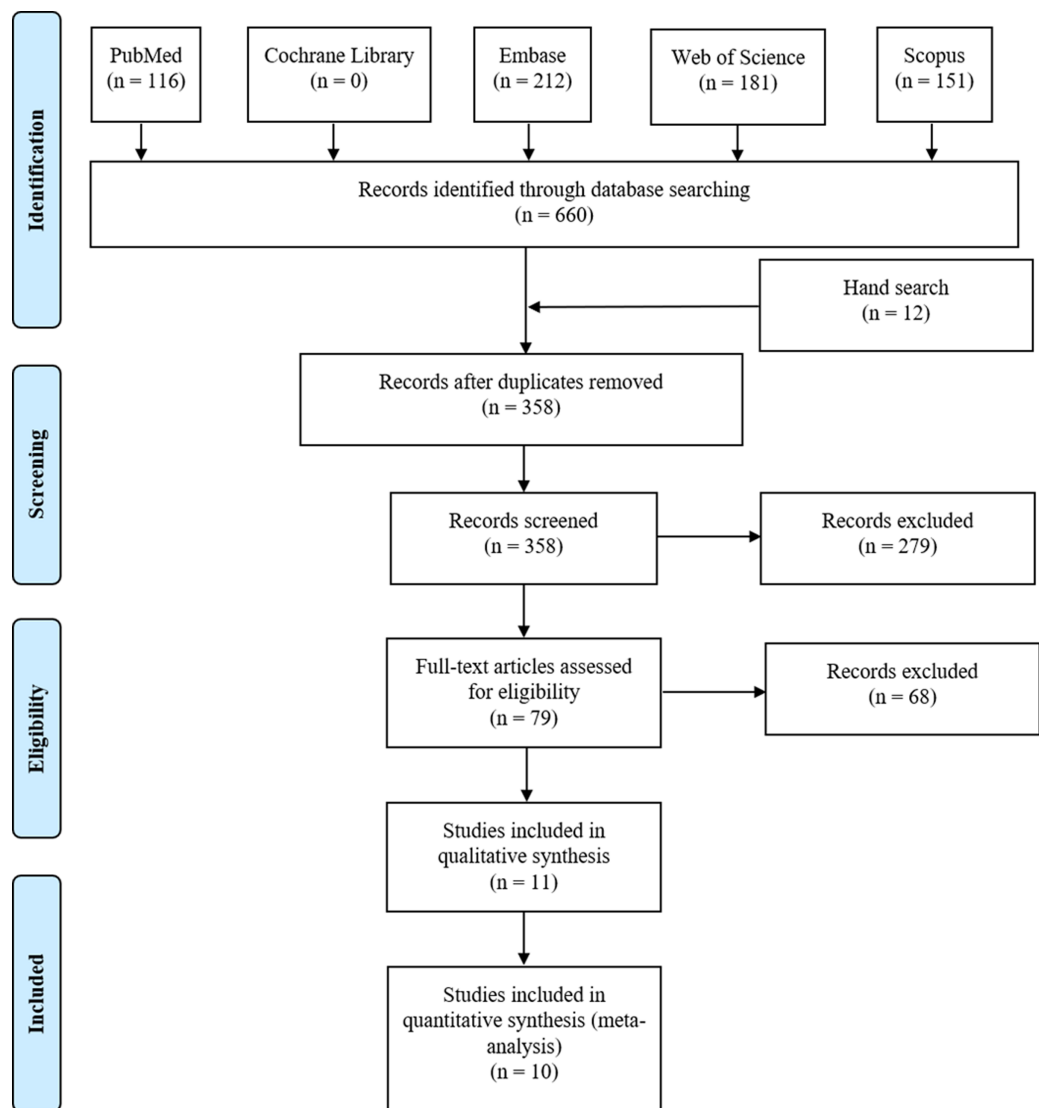 Identification
PubMed
(n = 116)
Cochrane Library
(n = 0)
Embase
(n = 212)
Web of Science
(n = 181)
Scopus
(n = 151)
Records identified through database searching
(n = 660)
Hand search
(n = 12)
Screening
Records after duplicates removed
(n = 358)
Records screened
(n = 358)
Records excluded
(n = 279)
Eligibility
Full-text articles assessed
for eligibility
(n = 79)
Records excluded
(n = 68)
Studies included in
qualitative synthesis
(n = 11)
Included
Studies included in
quantitative synthesis (meta-
analysis)
(n = 10)